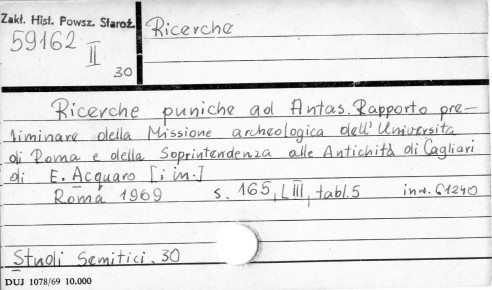 Zakł. Hist. Powsz. Staroż.
59162
II
30
Ricerche
Ricerche puniche ad Antas. Rapporto pre-
liminare della Missione archeologica dell'Universita
di Roma e della Soprintendenza alle Antichità di Cagliari
di E. Acquaro [i in.]
Roma 1969 s. 165, LIII, tabl. 5 inw. 61240
Studi Semitici. 30
DUJ 1078/69 10.000